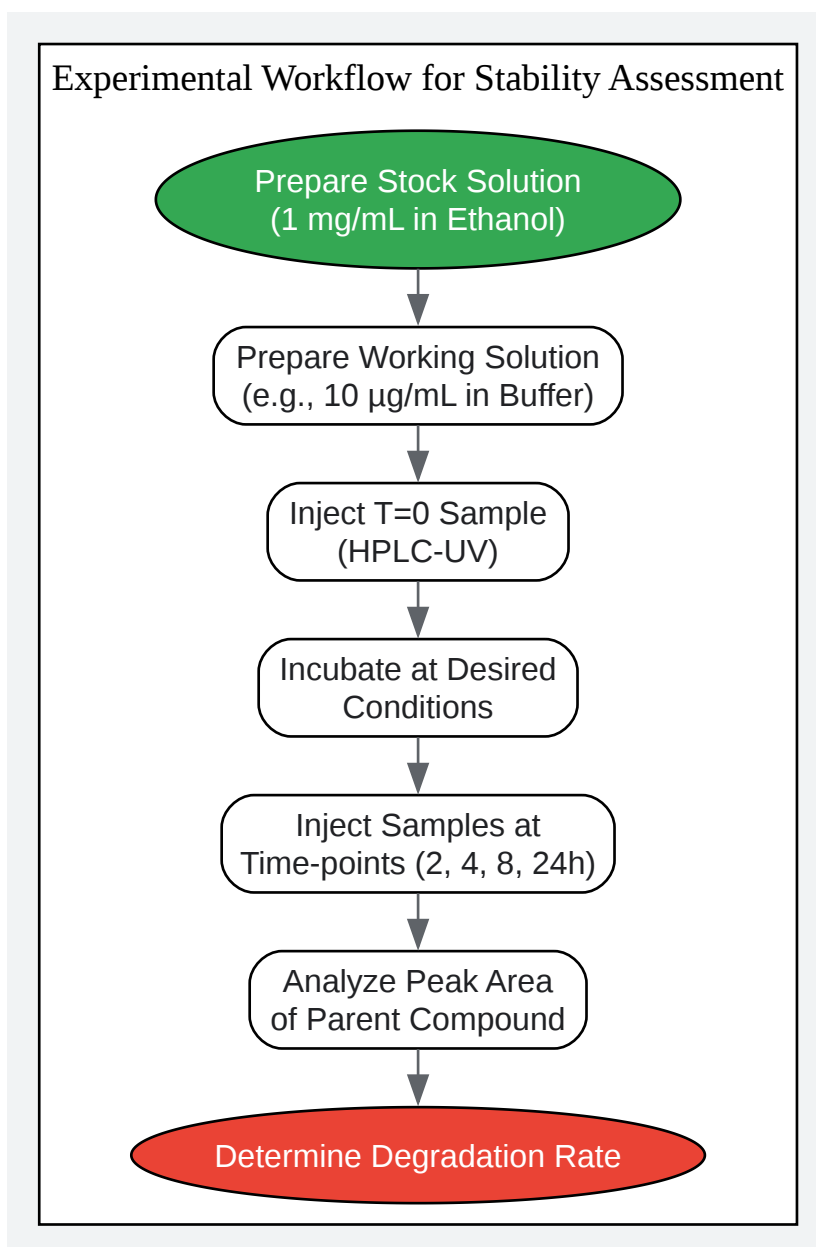 Experimental Workflow for Stability Assessment
Prepare Stock Solution
(1 mg/mL in Ethanol)
Prepare Working Solution
(e.g., 10 µg/mL in Buffer)
Inject T=0 Sample
(HPLC-UV)
Incubate at Desired
Conditions
Inject Samples at
Time-points (2, 4, 8, 24h)
Analyze Peak Area
of Parent Compound
Determine Degradation Rate